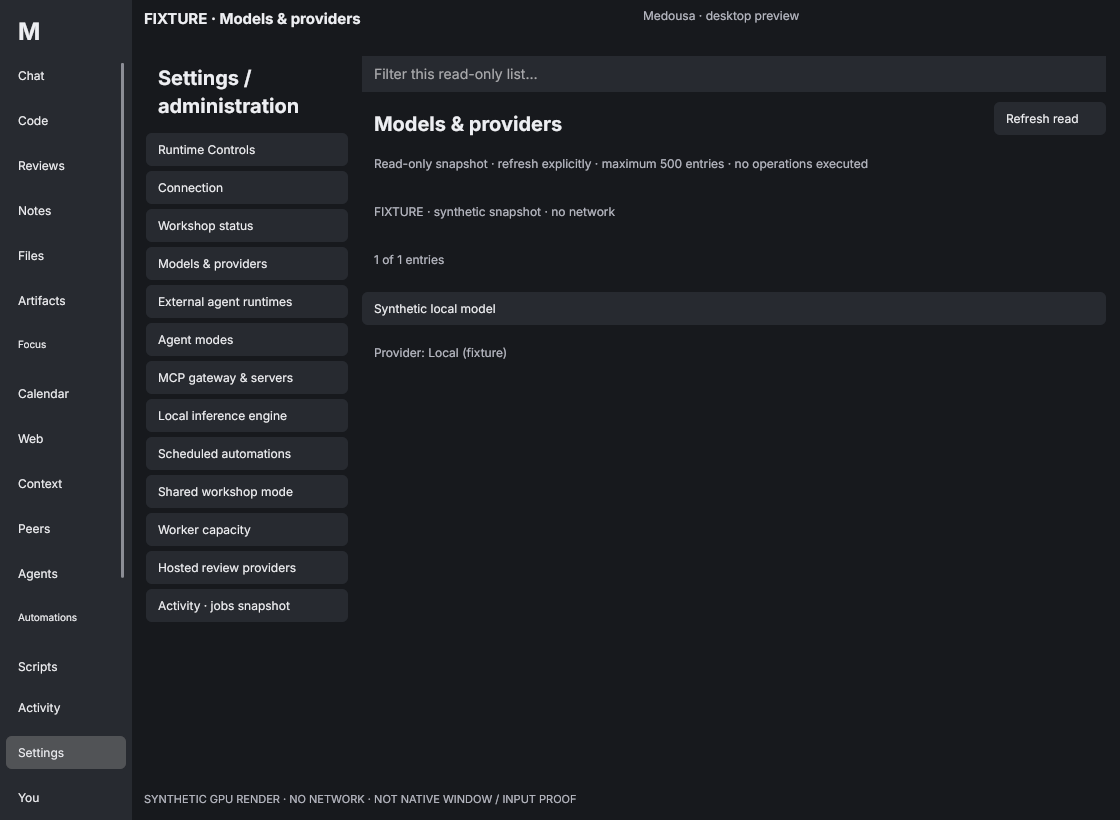 M
Chat
Code
Reviews
Notes
Files
Artifacts
Focus
Calendar
Web
Context
Peers
Agents
Automations
Scripts
Activity
Settings
You
FIXTURE · Models & providers
Medousa · desktop preview
Settings /
administration
Runtime Controls
Connection
Workshop status
Models & providers
External agent runtimes
Agent modes
MCP gateway & servers
Local inference engine
Scheduled automations
Shared workshop mode
Worker capacity
Hosted review providers
Activity · jobs snapshot
Filter this read-only list...
Models & providers
Refresh read
Read-only snapshot · refresh explicitly · maximum 500 entries · no operations executed
FIXTURE · synthetic snapshot · no network
1 of 1 entries
Synthetic local model
Provider: Local (fixture)
SYNTHETIC GPU RENDER · NO NETWORK · NOT NATIVE WINDOW / INPUT PROOF